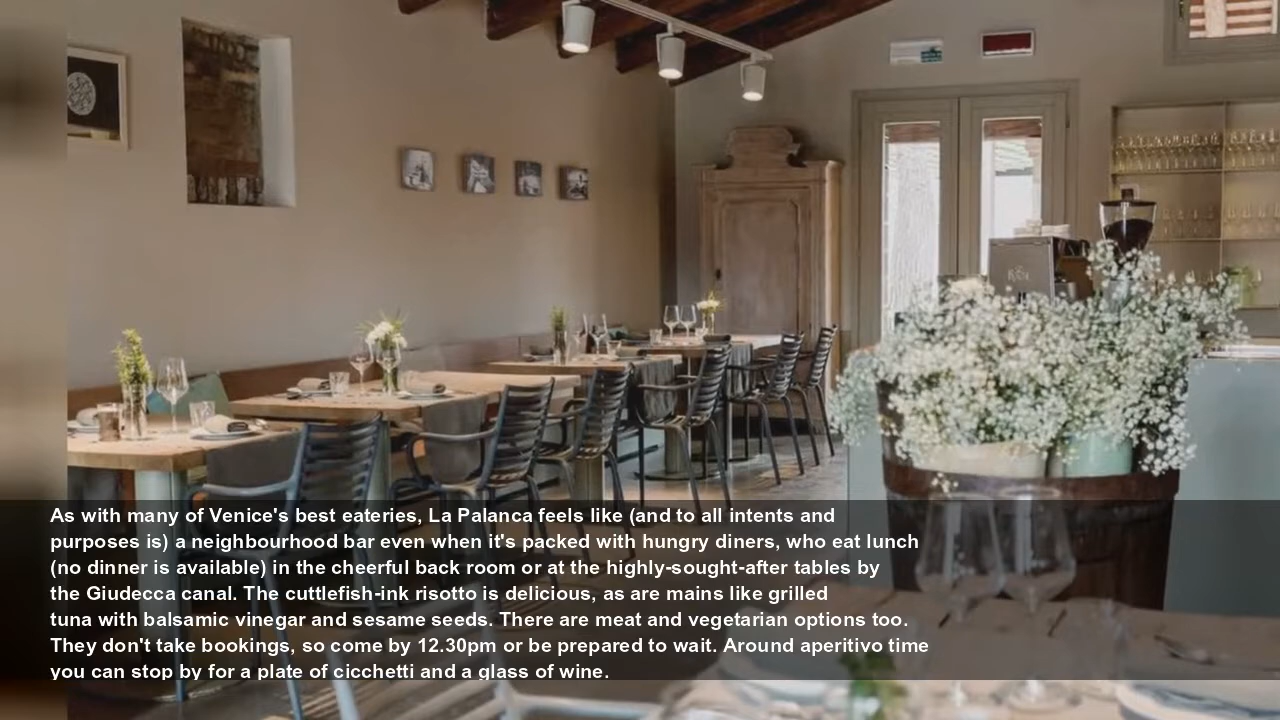 As with many of Venice's best eateries, La Palanca feels like (and to all intents and
purposes is) a neighbourhood bar even when it's packed with hungry diners, who eat lunch
(no dinner is available) in the cheerful back room or at the highly-sought-after tables by
the Giudecca canal. The cuttlefish-ink risotto is delicious, as are mains like grilled
tuna with balsamic vinegar and sesame seeds. There are meat and vegetarian options too.
They don't take bookings, so come by 12.30pm or be prepared to wait. Around aperitivo time
you can stop by for a plate of cicchetti and a glass of wine.